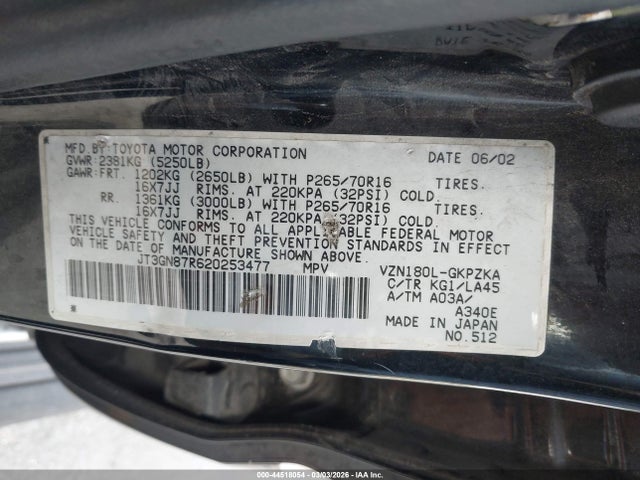 MFD.BY:TOYOTA MOTOR CORPORATION DATE 06/02
GVWR:2381KG (5250LB)
GAWR:FRT. 1202KG (2650LB) WITH P265/70R16 TIRES.
16X7JJ RIMS. AT 220KPA (32PSI) COLD.
RR. 1361KG (3000LB) WITH P265/70R16 TIRES.
16X7JJ RIMS. AT 220KPA (32PSI) COLD.
THIS VEHICLE CONFORMS TO ALL APPLICABLE FEDERAL MOTOR
VEHICLE SAFETY AND THEFT PREVENTION STANDARDS IN EFFECT
ON THE DATE OF MANUFACTURE SHOWN ABOVE.
JT3GN87R620253477 MPV VZN180L-GKPZKA
C/TR KG1/LA45
A/TM A03A/
A340E
MADE IN JAPAN
NO.512
000-44518054 - 03/03/2026 - IAA Inc.